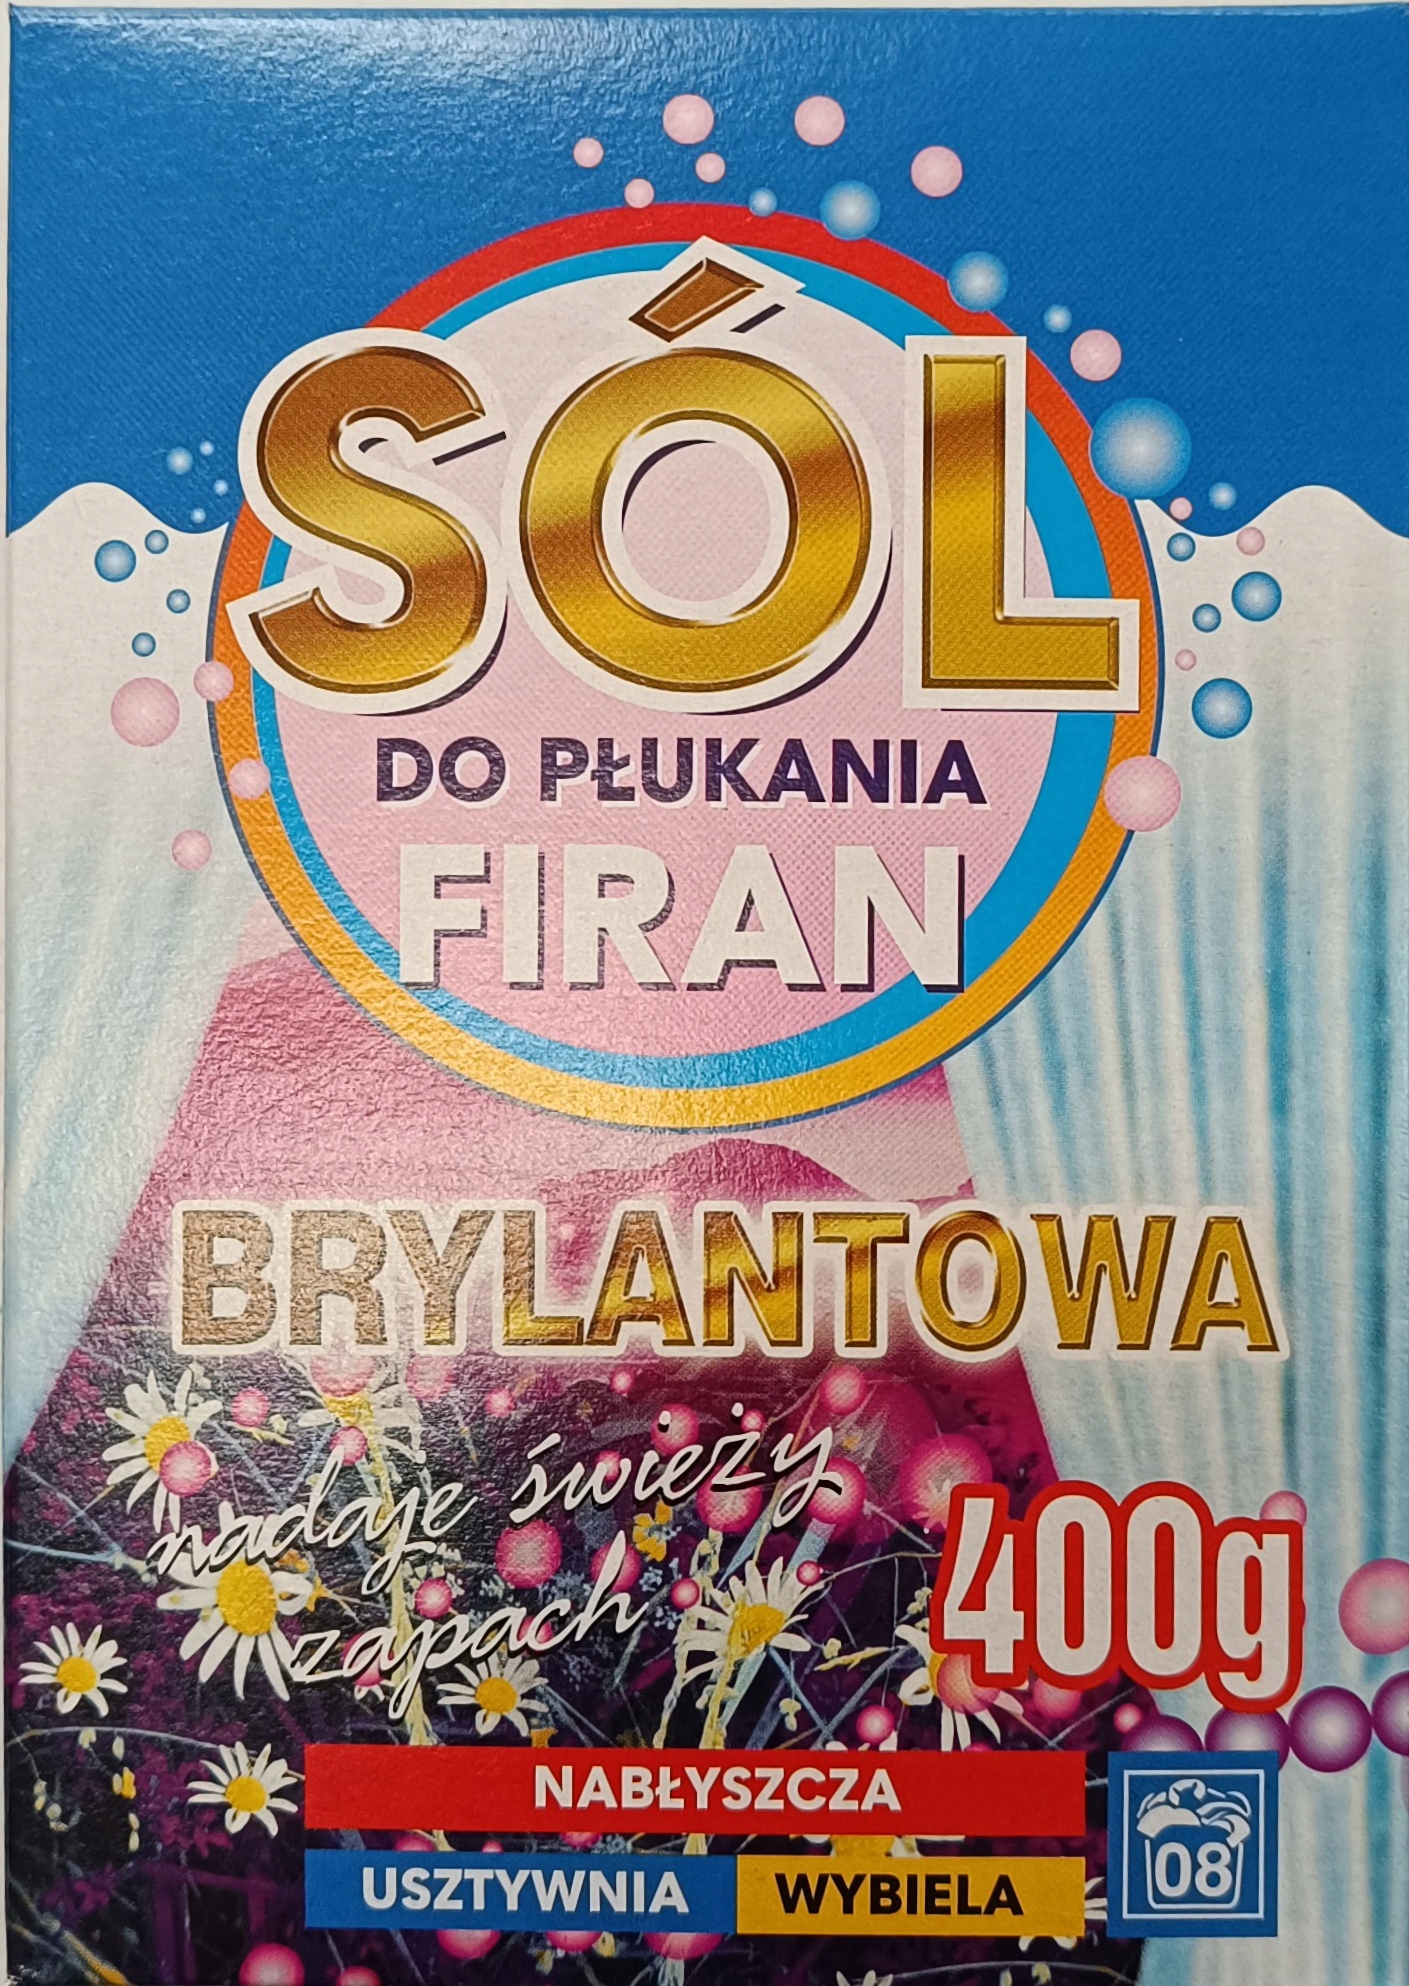 SÓL
DO PŁUKANIA
FIRAN
BRYLANTOWA
nadaje świeży
zapach
400g
NABŁYSZCZA
USZTYWNIA WYBIELA
08